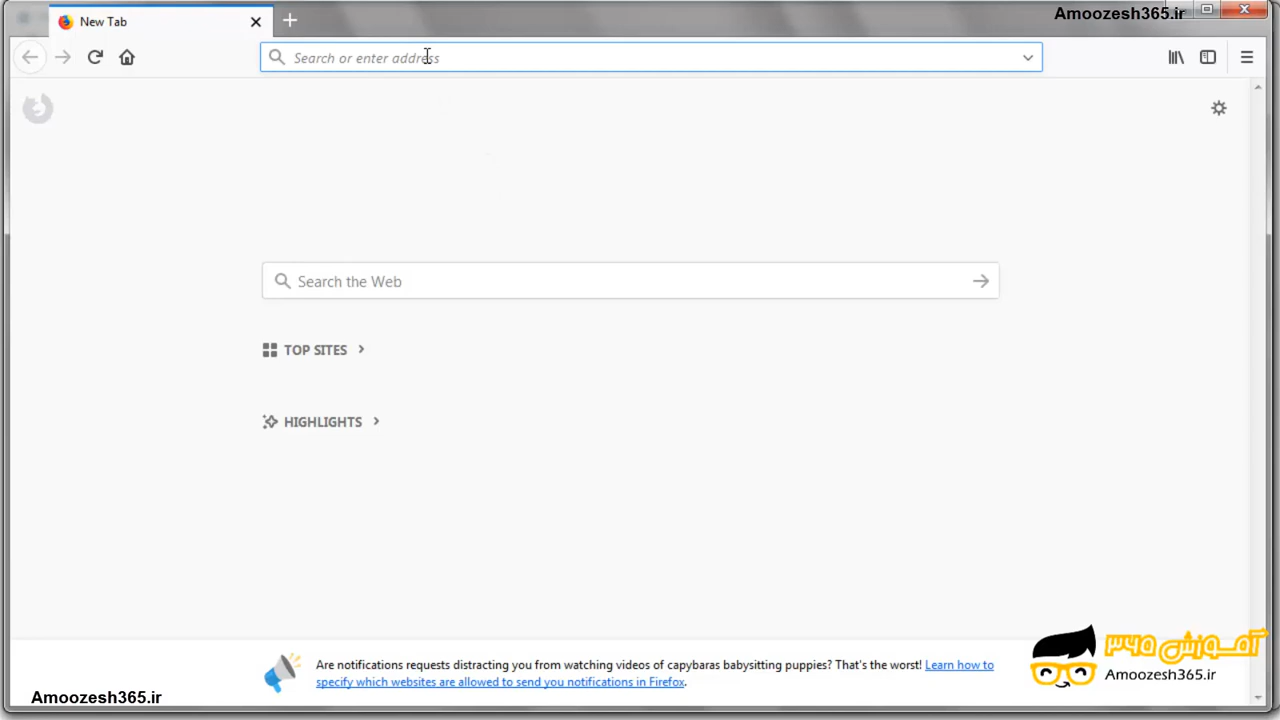 New Tab
Amoozesh365.ir
Search or enter address
Search the Web
TOP SITES
HIGHLIGHTS
Are notifications requests distracting you from watching videos of capybaras babysitting puppies? That's the worst! Learn how to
specify which websites are allowed to send you notifications in Firefox.
آموزش ۳۶۵
Amoozesh365.ir
Amoozesh365.ir